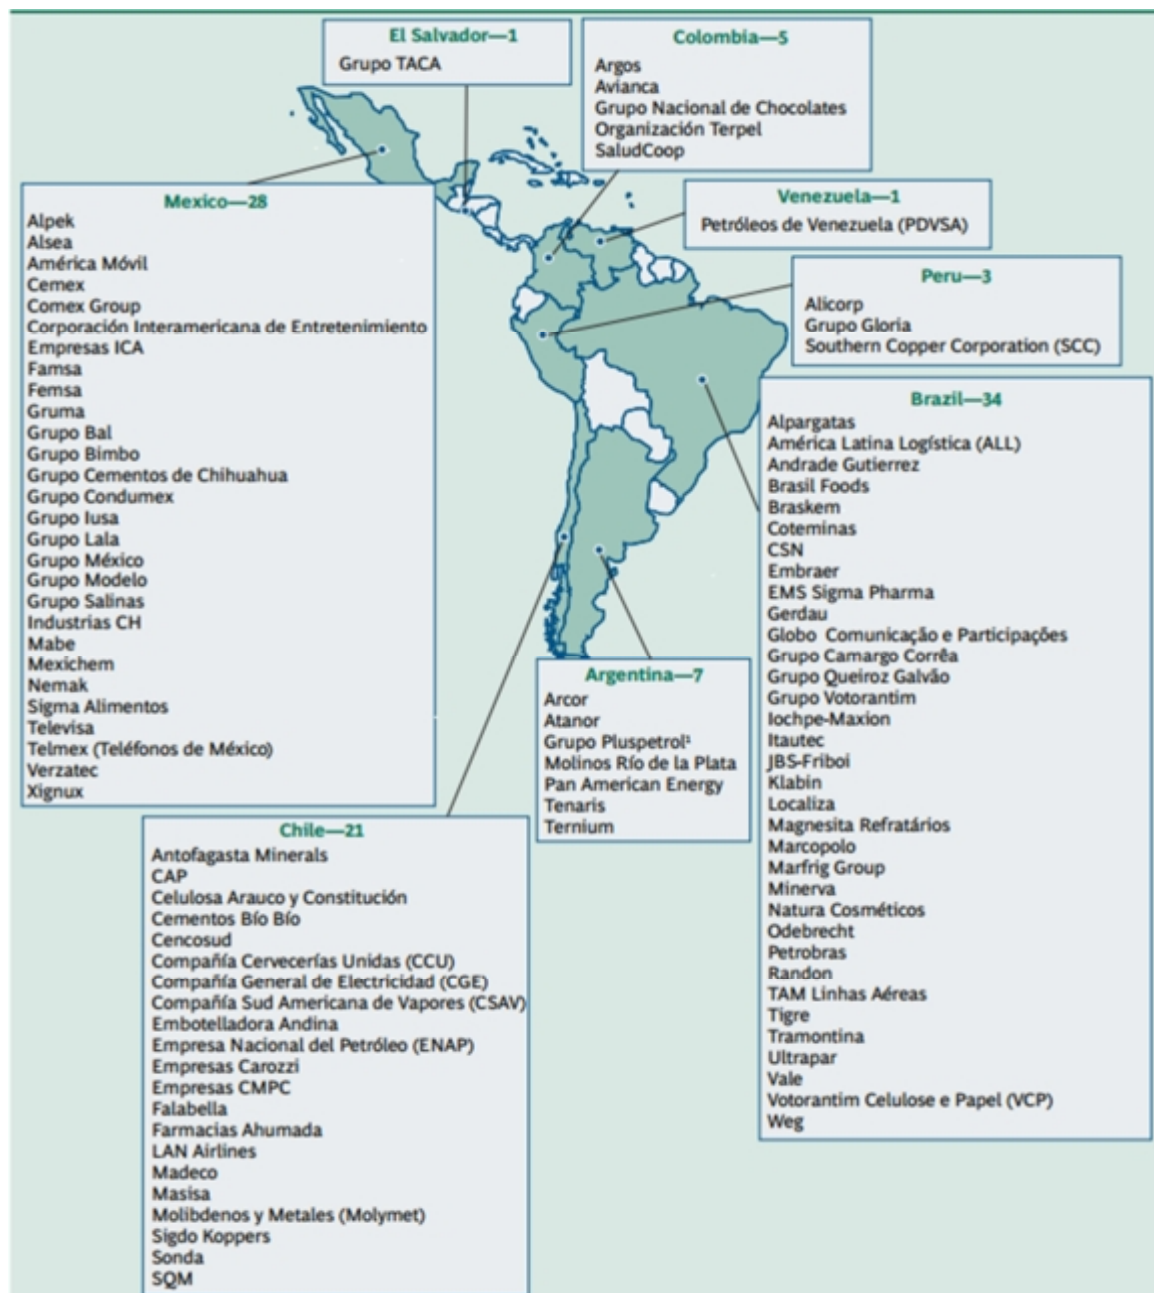 El Salvador—1
Grupo TACA
Colombia—5
Argos
Avianca
Grupo Nacional de Chocolates
Organización Terpel
SaludCoop
Mexico—28
Alpek
Alsea
América Móvil
Cemex
Comex Group
Corporación Interamericana de Entretenimiento
Empresas ICA
Famsa
Femsa
Gruma
Grupo Bal
Grupo Bimbo
Grupo Cementos de Chihuahua
Grupo Condumex
Grupo Iusa
Grupo Lala
Grupo México
Grupo Modelo
Grupo Salinas
Industrias CH
Mabe
Mexichem
Nemak
Sigma Alimentos
Televisa
Telmex (Teléfonos de México)
Verzatec
Xignux
Venezuela—1
Petróleos de Venezuela (PDVSA)
Peru—3
Alicorp
Grupo Gloria
Southern Copper Corporation (SCC)
Brazil—34
Alpargatas
América Latina Logística (ALL)
Andrade Gutierrez
Brasil Foods
Braskem
Coteminas
CSN
Embraer
EMS Sigma Pharma
Gerdau
Globo Comunicação e Participações
Grupo Camargo Corrêa
Grupo Queiroz Galvão
Grupo Votorantim
Iochpe-Maxion
Itautec
JBS-Friboi
Klabin
Localiza
Magnesita Refratários
Marcopolo
Marfrig Group
Minerva
Natura Cosméticos
Odebrecht
Petrobras
Randon
TAM Linhas Aéreas
Tigre
Tramontina
Ultrapar
Vale
Votorantim Celulose e Papel (VCP)
Weg
Argentina—7
Arcor
Atanor
Grupo Pluspetrol¹
Molinos Río de la Plata
Pan American Energy
Tenaris
Ternium
Chile—21
Antofagasta Minerals
CAP
Celulosa Arauco y Constitución
Cementos Bío Bío
Cencosud
Compañía Cervecerías Unidas (CCU)
Compañía General de Electricidad (CGE)
Compañía Sud Americana de Vapores (CSAV)
Embotelladora Andina
Empresa Nacional del Petróleo (ENAP)
Empresas Carozzi
Empresas CMPC
Falabella
Farmacias Ahumada
LAN Airlines
Madeco
Masisa
Molibdenos y Metales (Molymet)
Sigdo Koppers
Sonda
SQM